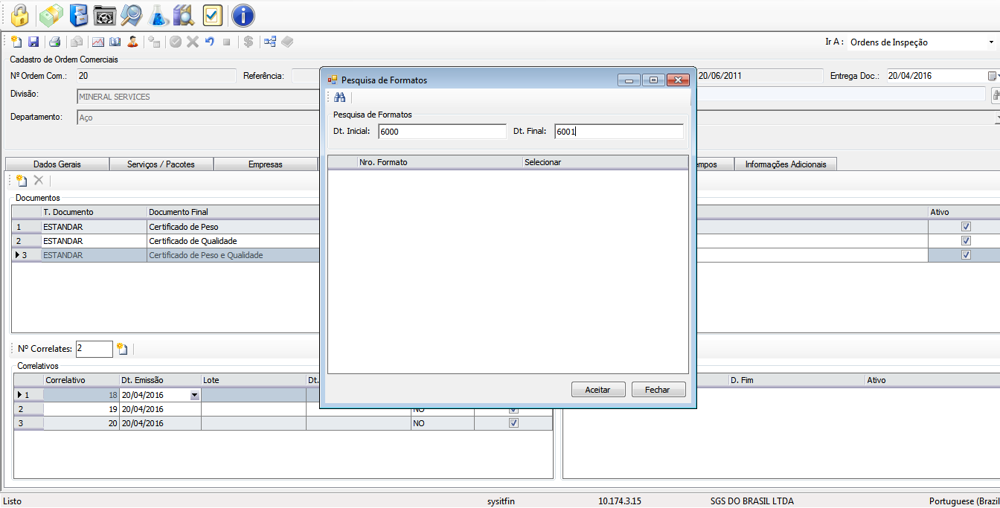 Ir A : Ordens de Inspeção
Cadastro de Ordem Comerciais
Nº Ordem Com.: 20 Referência: 20/06/2011 Entrega Doc.: 20/04/2016
Divisão: MINERAL SERVICES
Departamento: Aço
Pesquisa de Formatos
Pesquisa de Formatos
Dt. Inicial: 6000 Dt. Final: 6001
Nro. Formato Selecionar
Aceitar Fechar
Dados Gerais Serviços / Pacotes Empresas Informações Adicionais
Documentos
T. Documento Documento Final Ativo
1 ESTANDAR Certificado de Peso
2 ESTANDAR Certificado de Qualidade
3 ESTANDAR Certificado de Peso e Qualidade
Nº Correlates: 2
Correlativos
Correlativo Dt. Emissão Lote Dt. D. Fim Ativo
1 18 20/04/2016
2 19 20/04/2016 NO
3 20 20/04/2016 NO
Listo sysitfin 10.174.3.15 SGS DO BRASIL LTDA Portuguese (Brazil